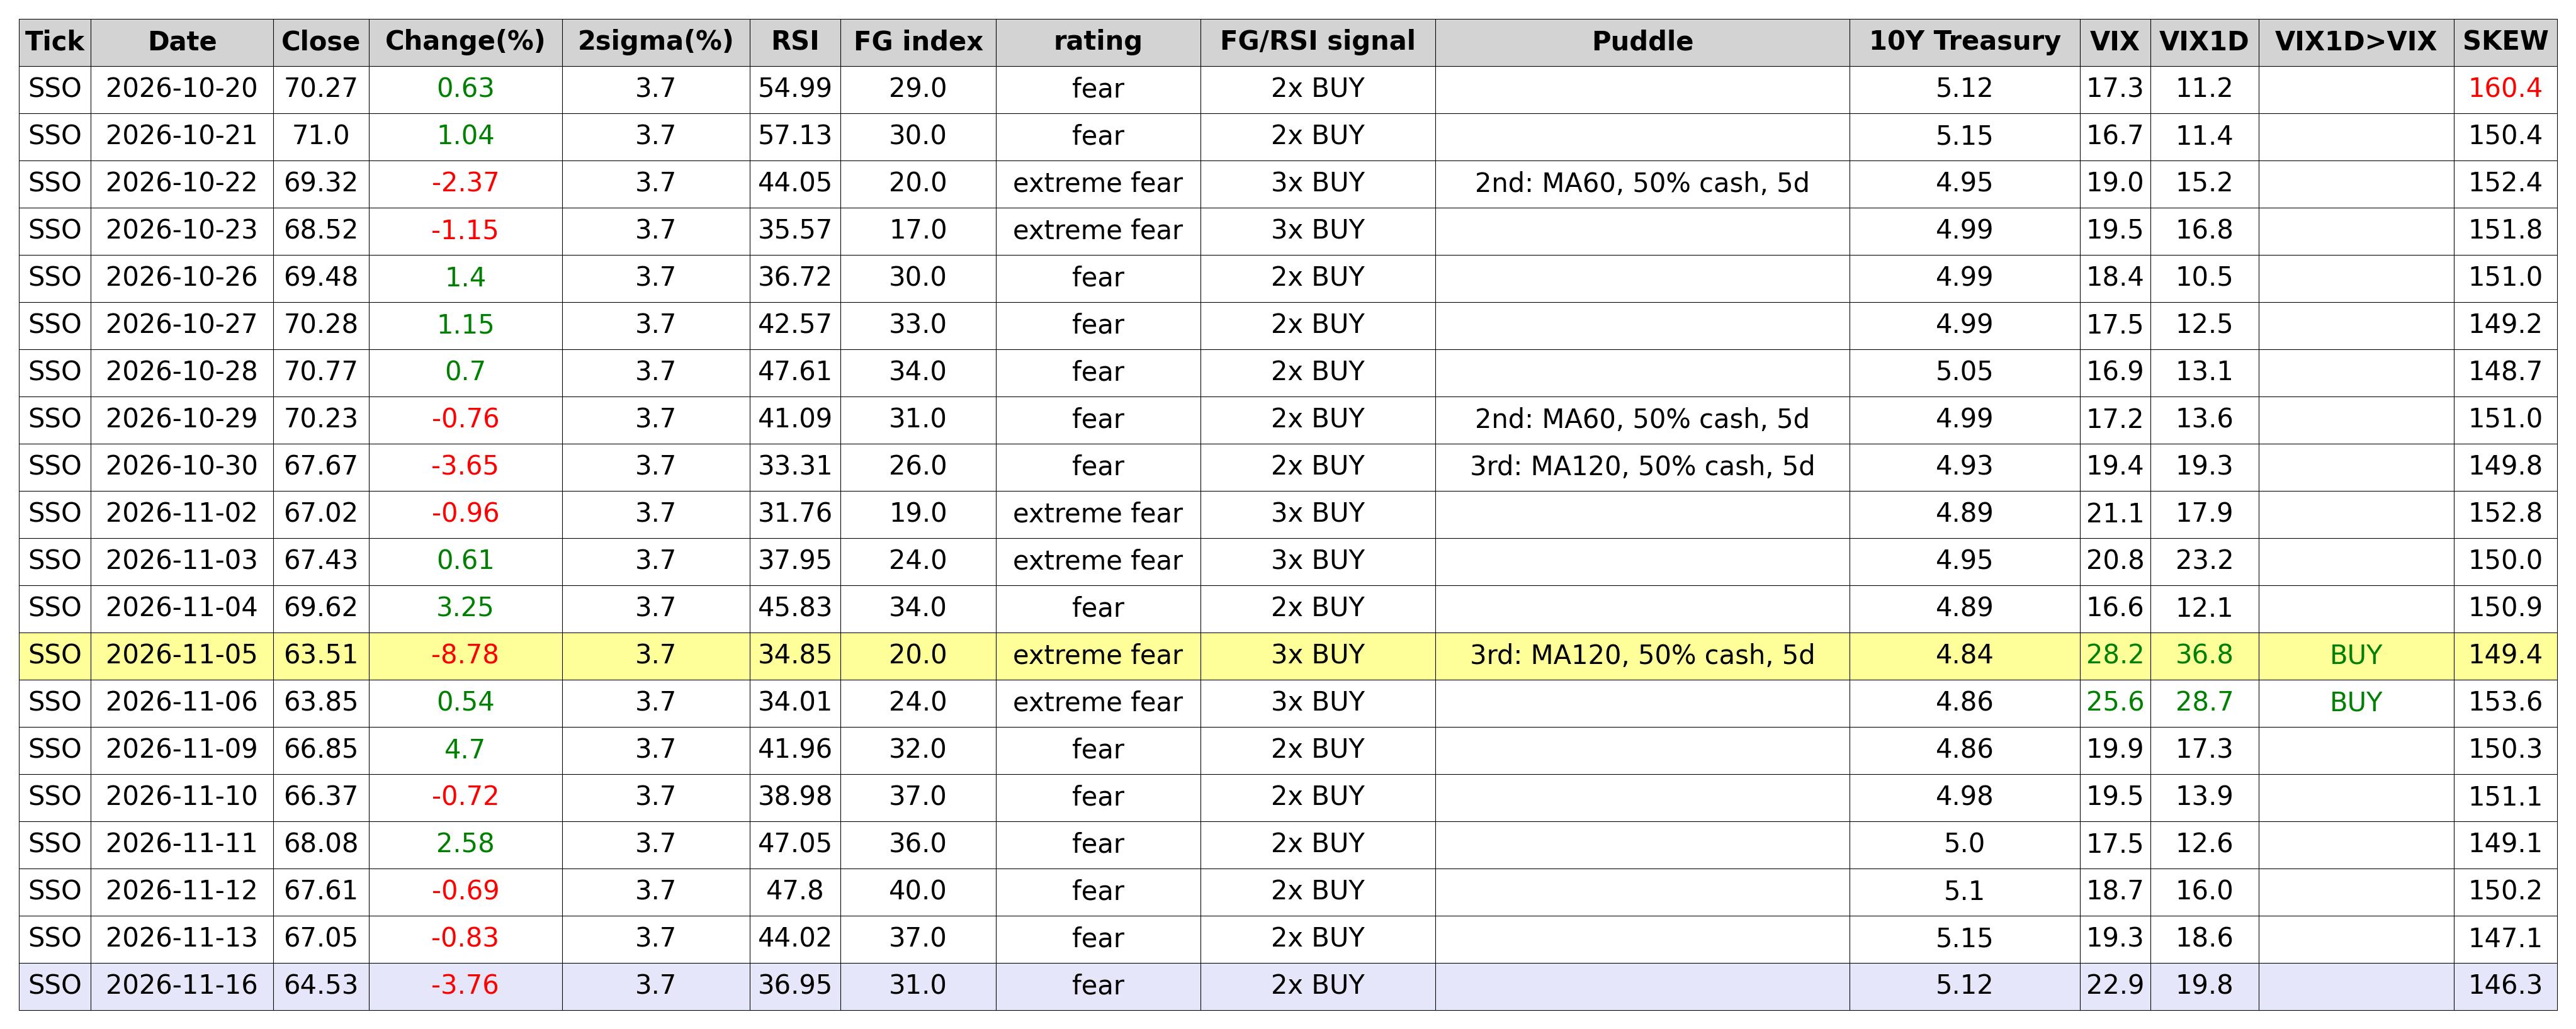 Tick Date Close Change(%) 2sigma(%) RSI FG index rating FG/RSI signal Puddle 10Y Treasury VIX VIX1D VIX1D>VIX SKEW
SSO 2026-10-20 70.27 0.63 3.7 54.99 29.0 fear 2x BUY 5.12 17.3 11.2 160.4
SSO 2026-10-21 71.0 1.04 3.7 57.13 30.0 fear 2x BUY 5.15 16.7 11.4 150.4
SSO 2026-10-22 69.32 -2.37 3.7 44.05 20.0 extreme fear 3x BUY 2nd: MA60, 50% cash, 5d 4.95 19.0 15.2 152.4
SSO 2026-10-23 68.52 -1.15 3.7 35.57 17.0 extreme fear 3x BUY 4.99 19.5 16.8 151.8
SSO 2026-10-26 69.48 1.4 3.7 36.72 30.0 fear 2x BUY 4.99 18.4 10.5 151.0
SSO 2026-10-27 70.28 1.15 3.7 42.57 33.0 fear 2x BUY 4.99 17.5 12.5 149.2
SSO 2026-10-28 70.77 0.7 3.7 47.61 34.0 fear 2x BUY 5.05 16.9 13.1 148.7
SSO 2026-10-29 70.23 -0.76 3.7 41.09 31.0 fear 2x BUY 2nd: MA60, 50% cash, 5d 4.99 17.2 13.6 151.0
SSO 2026-10-30 67.67 -3.65 3.7 33.31 26.0 fear 2x BUY 3rd: MA120, 50% cash, 5d 4.93 19.4 19.3 149.8
SSO 2026-11-02 67.02 -0.96 3.7 31.76 19.0 extreme fear 3x BUY 4.89 21.1 17.9 152.8
SSO 2026-11-03 67.43 0.61 3.7 37.95 24.0 extreme fear 3x BUY 4.95 20.8 23.2 150.0
SSO 2026-11-04 69.62 3.25 3.7 45.83 34.0 fear 2x BUY 4.89 16.6 12.1 150.9
SSO 2026-11-05 63.51 -8.78 3.7 34.85 20.0 extreme fear 3x BUY 3rd: MA120, 50% cash, 5d 4.84 28.2 36.8 BUY 149.4
SSO 2026-11-06 63.85 0.54 3.7 34.01 24.0 extreme fear 3x BUY 4.86 25.6 28.7 BUY 153.6
SSO 2026-11-09 66.85 4.7 3.7 41.96 32.0 fear 2x BUY 4.86 19.9 17.3 150.3
SSO 2026-11-10 66.37 -0.72 3.7 38.98 37.0 fear 2x BUY 4.98 19.5 13.9 151.1
SSO 2026-11-11 68.08 2.58 3.7 47.05 36.0 fear 2x BUY 5.0 17.5 12.6 149.1
SSO 2026-11-12 67.61 -0.69 3.7 47.8 40.0 fear 2x BUY 5.1 18.7 16.0 150.2
SSO 2026-11-13 67.05 -0.83 3.7 44.02 37.0 fear 2x BUY 5.15 19.3 18.6 147.1
SSO 2026-11-16 64.53 -3.76 3.7 36.95 31.0 fear 2x BUY 5.12 22.9 19.8 146.3